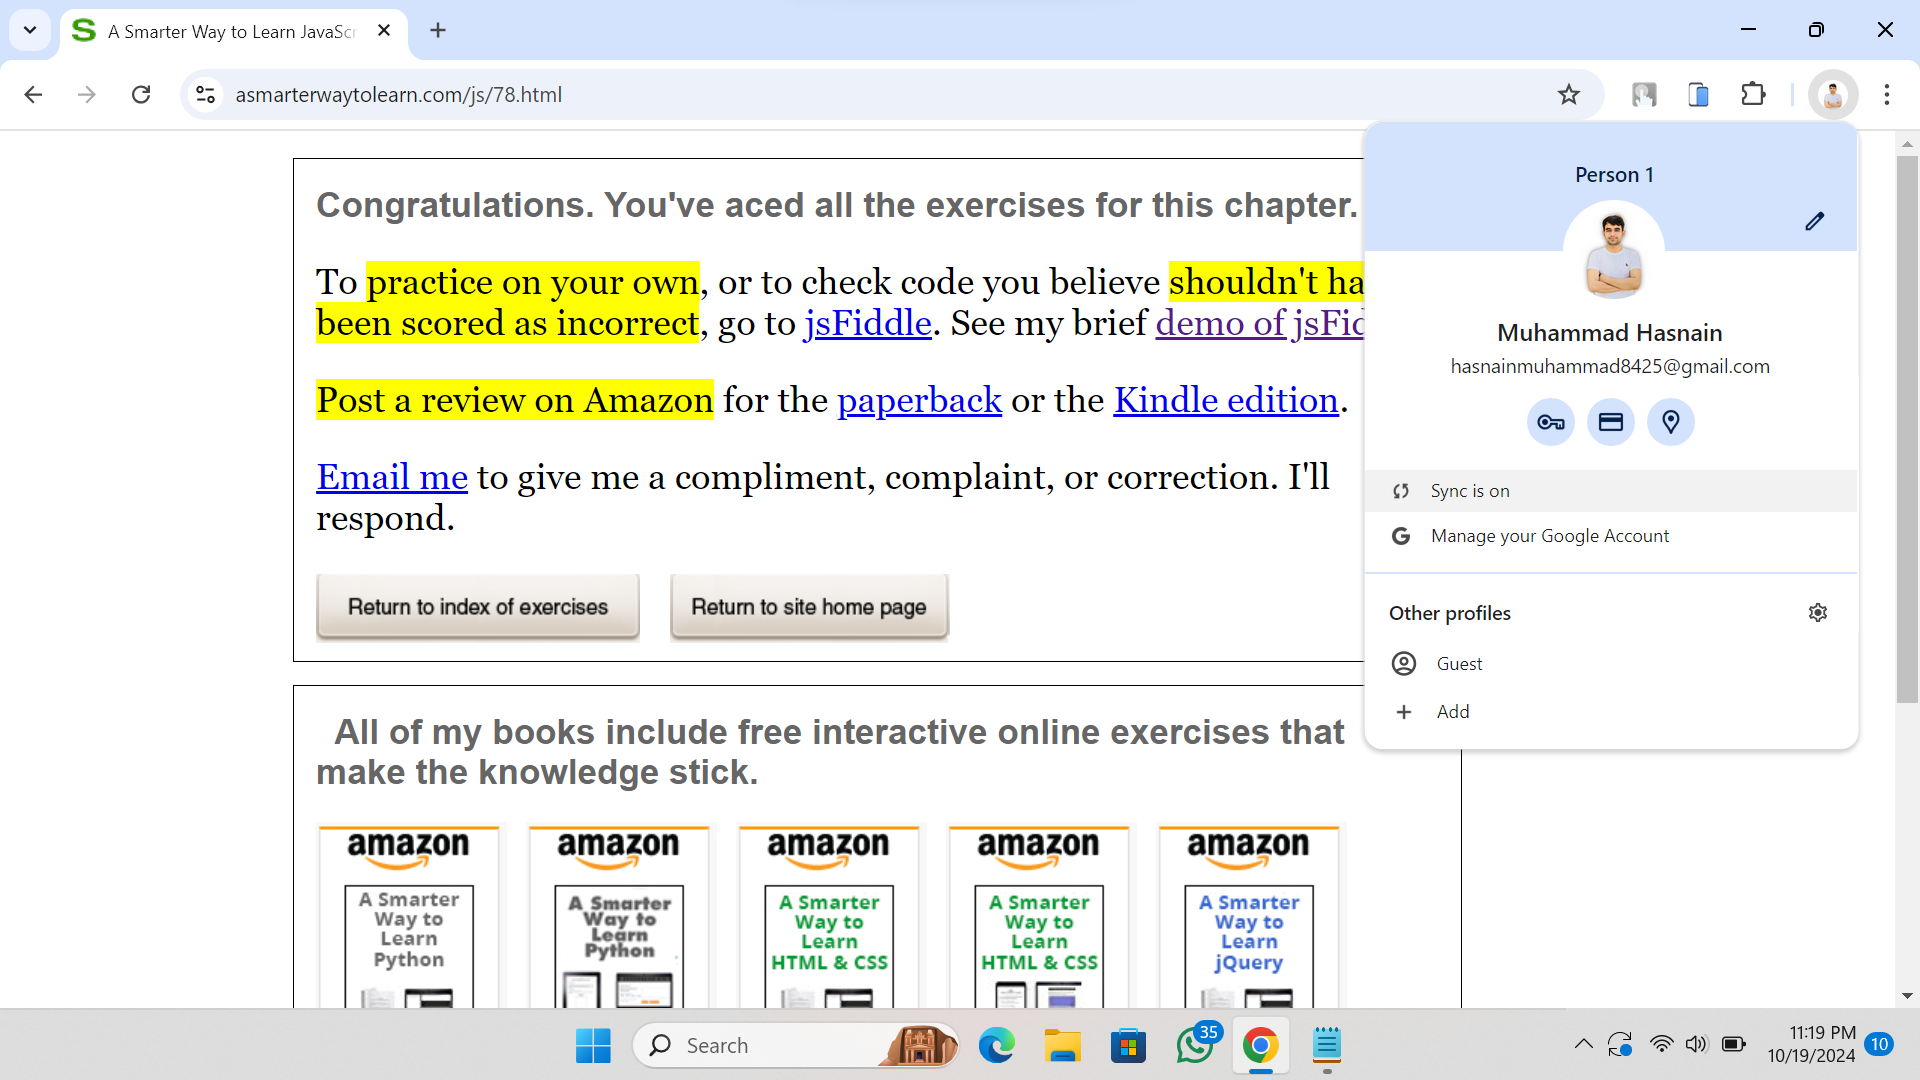 A Smarter Way to Learn JavaScr
asmarterwaytolearn.com/js/78.html
Congratulations. You've aced all the exercises for this chapter.
To practice on your own, or to check code you believe shouldn't ha
been scored as incorrect, go to jsFiddle. See my brief demo of jsFid
Post a review on Amazon for the paperback or the Kindle edition.
Email me to give me a compliment, complaint, or correction. I'll
respond.
Return to index of exercises
Return to site home page
Person 1
Muhammad Hasnain
hasnainmuhammad8425@gmail.com
Sync is on
Manage your Google Account
Other profiles
Guest
Add
All of my books include free interactive online exercises that
make the knowledge stick.
amazon
A Smarter
Way to
Learn
Python
amazon
A Smarter
Way to
Learn
Python
amazon
A Smarter
Way to
Learn
HTML & CSS
amazon
A Smarter
Way to
Learn
HTML & CSS
amazon
A Smarter
Way to
Learn
jQuery
Search
35
11:19 PM
10/19/2024
10